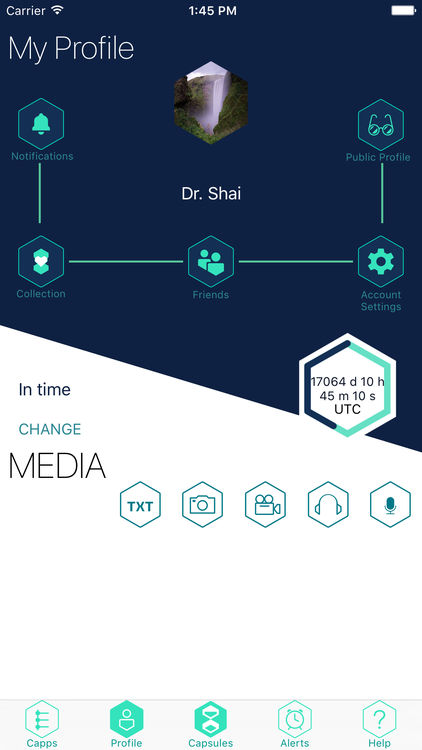 Carrier 1:45 PM
My Profile
Notifications
Public Profile
Dr. Shai
Collection
Friends
Account
Settings
17064 d 10 h
45 m 10 s
UTC
In time
CHANGE
MEDIA
TXT
Capps
Profile
Capsules
Alerts
Help